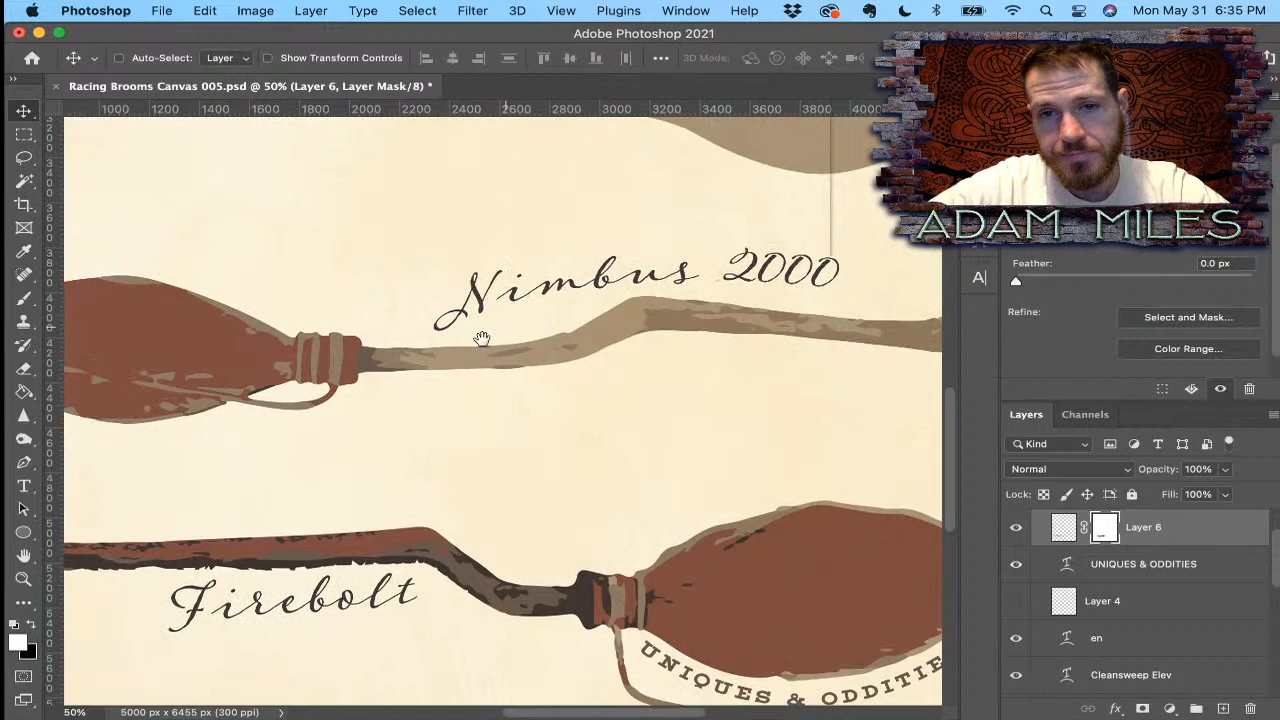 Photoshop File Edit Image Layer Type Select Filter 3D View Plugins Window Help Mon May 31 6:35 PM
Adobe Photoshop 2021
Auto-Select: Layer Show Transform Controls 3D Mode:
Racing Brooms Canvas 005.psd @ 50% (Layer 6, Layer Mask/8) *
1000 1200 1400 1600 1800 2000 2200 2400 2600 2800 3000 3200 3400 3600 3800 4000
ADAM MILES
Feather: 0.0 px
Nimbus 2000
Refine: Select and Mask...
Color Range...
Layers Channels
Kind
Normal Opacity: 100%
Lock: Fill: 100%
Layer 6
UNIQUES & ODDITIES
Layer 4
en
Cleansweep Elev
Firebolt
UNIQUES & ODDITIE
50% 5000 px x 6455 px (300 ppi)